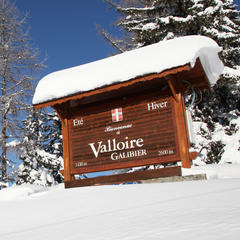 Eté Hiver
Bienvenue
à
Valloire
GALIBIER
1430 m 2600 m